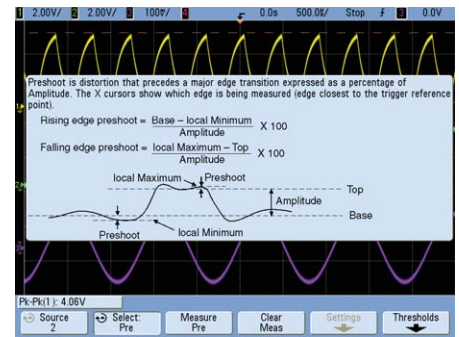 1 2.00V/ 2 2.00V/ 3 100▽/ 4 0.0s 500.0▽/ Stop 3 0.0V
Preshoot is distortion that precedes a major edge transition expressed as a percentage of
Amplitude. The X cursors show which edge is being measured (edge closest to the trigger reference
point).
Rising edge preshoot = Base – local Minimum
Amplitude
X 100
Falling edge preshoot = local Maximum – Top
Amplitude
X 100
local Maximum Preshoot
Top
Amplitude
Base
Preshoot local Minimum
Pk-Pk(1): 4.06V
Source
2
Select:
Pre
Measure
Pre
Clear
Meas
Settings
Thresholds